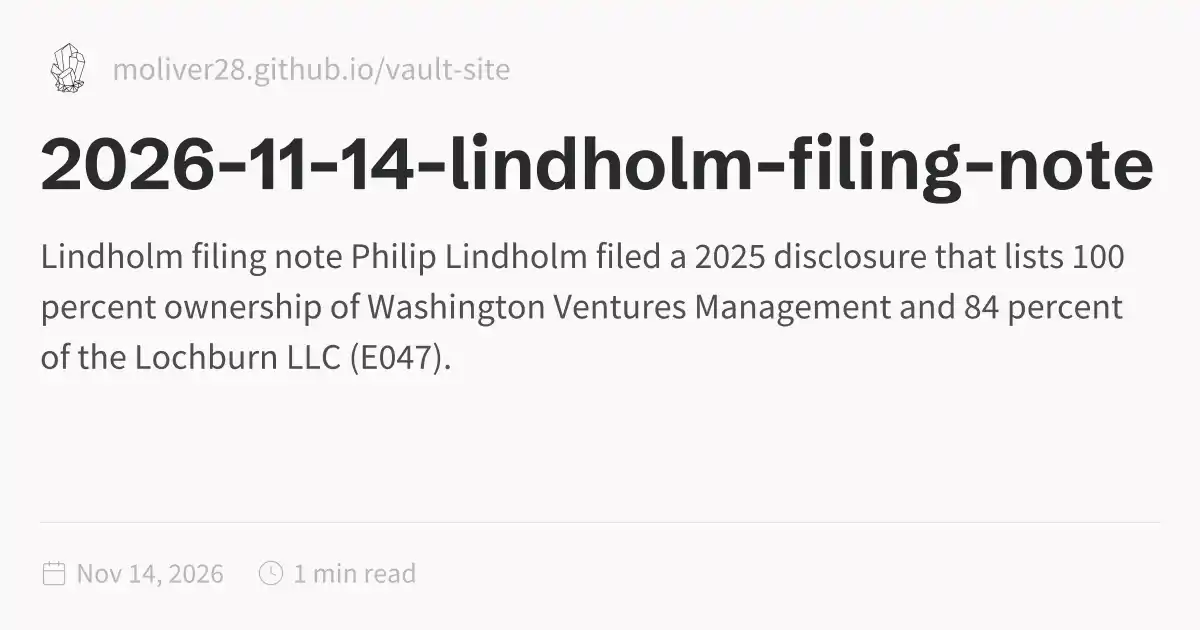 moliver28.github.io/vault-site
2026-11-14-lindholm-filing-note
Lindholm filing note Philip Lindholm filed a 2025 disclosure that lists 100
percent ownership of Washington Ventures Management and 84 percent
of the Lochburn LLC (E047).
Nov 14, 2026
1 min read